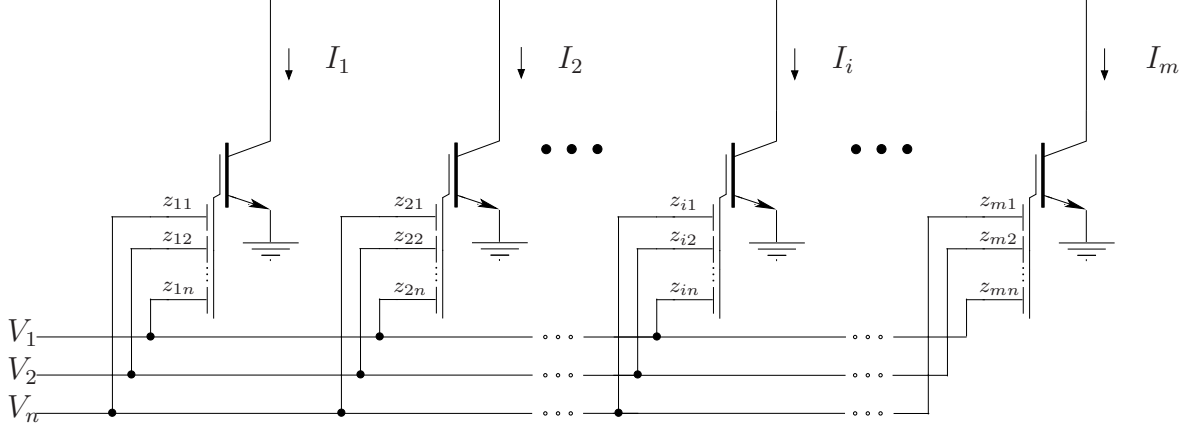 I₁ I₂ Iᵢ Iₘ
z₁₁ z₂₁ zᵢ₁ zₘ₁
z₁₂ z₂₂ zᵢ₂ zₘ₂
z₁ₙ z₂ₙ zᵢₙ zₘₙ
V₁
V₂
Vₙ